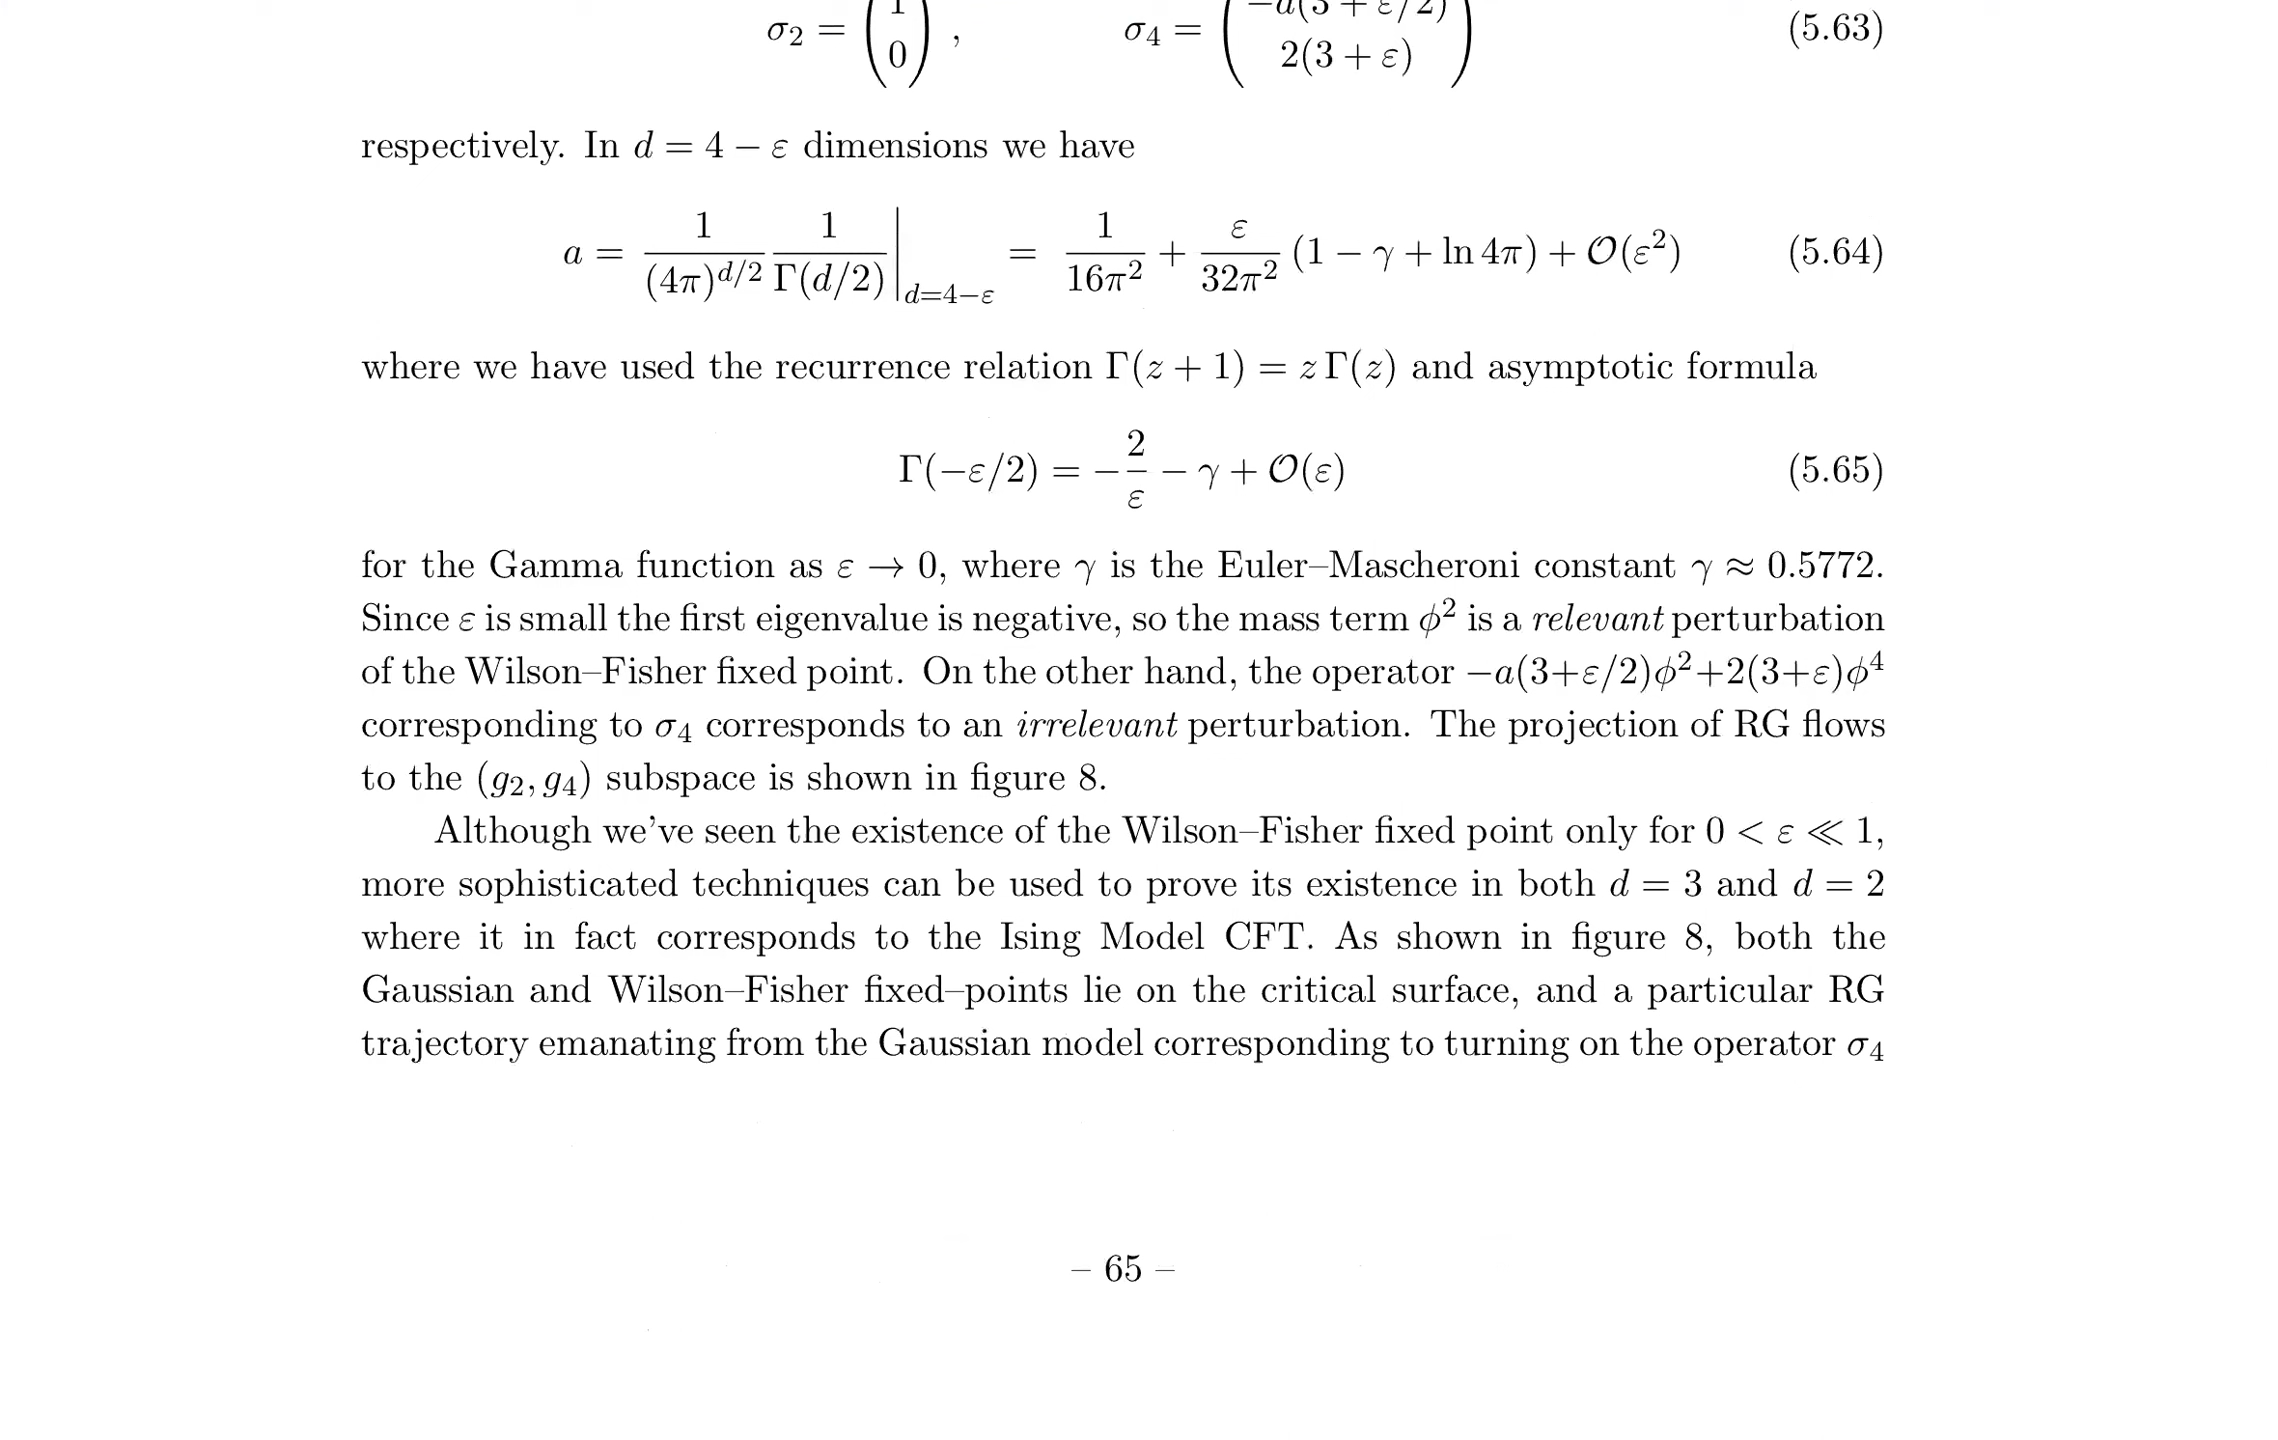 σ₂ = (1 0), σ₄ = (−a(3 + ε/2) 2(3 + ε)) (5.63)
respectively. In d = 4 − ε dimensions we have
a = 1/(4π)^{d/2} 1/Γ(d/2) |_{d=4−ε} = 1/16π² + ε/32π² (1 − γ + ln 4π) + 𝒪(ε²) (5.64)
where we have used the recurrence relation Γ(z + 1) = z Γ(z) and asymptotic formula
Γ(−ε/2) = −2/ε − γ + 𝒪(ε) (5.65)
for the Gamma function as ε → 0, where γ is the Euler–Mascheroni constant γ ≈ 0.5772.
Since ε is small the first eigenvalue is negative, so the mass term ϕ² is a relevant perturbation
of the Wilson–Fisher fixed point. On the other hand, the operator −a(3+ε/2)ϕ²+2(3+ε)ϕ⁴
corresponding to σ₄ corresponds to an irrelevant perturbation. The projection of RG flows
to the (g₂, g₄) subspace is shown in figure 8.
Although we've seen the existence of the Wilson–Fisher fixed point only for 0 < ε ≪ 1,
more sophisticated techniques can be used to prove its existence in both d = 3 and d = 2
where it in fact corresponds to the Ising Model CFT. As shown in figure 8, both the
Gaussian and Wilson–Fisher fixed–points lie on the critical surface, and a particular RG
trajectory emanating from the Gaussian model corresponding to turning on the operator σ₄
– 65 –